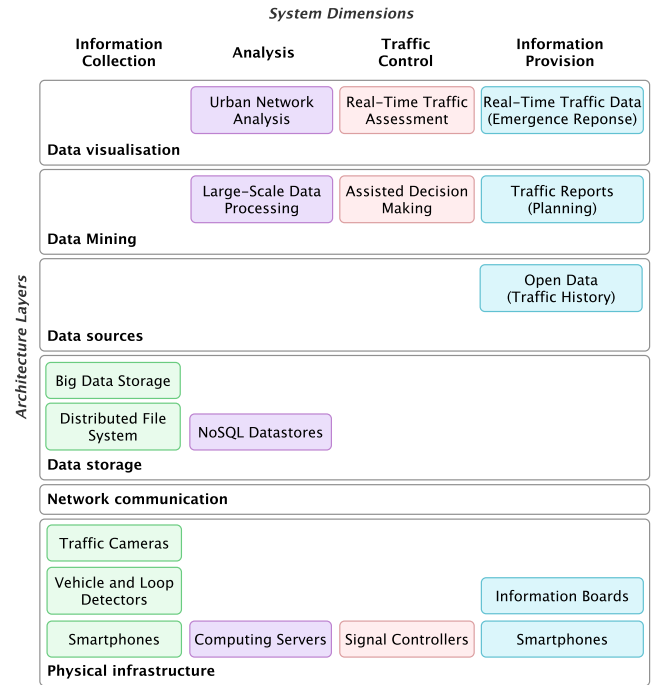 System Dimensions
Information
Collection
Analysis
Traffic
Control
Information
Provision
Architecture Layers
Urban Network
Analysis
Real-Time Traffic
Assessment
Real-Time Traffic Data
(Emergence Reponse)
Data visualisation
Large-Scale Data
Processing
Assisted Decision
Making
Traffic Reports
(Planning)
Data Mining
Open Data
(Traffic History)
Data sources
Big Data Storage
Distributed File
System
NoSQL Datastores
Data storage
Network communication
Traffic Cameras
Vehicle and Loop
Detectors
Information Boards
Smartphones
Computing Servers
Signal Controllers
Smartphones
Physical infrastructure